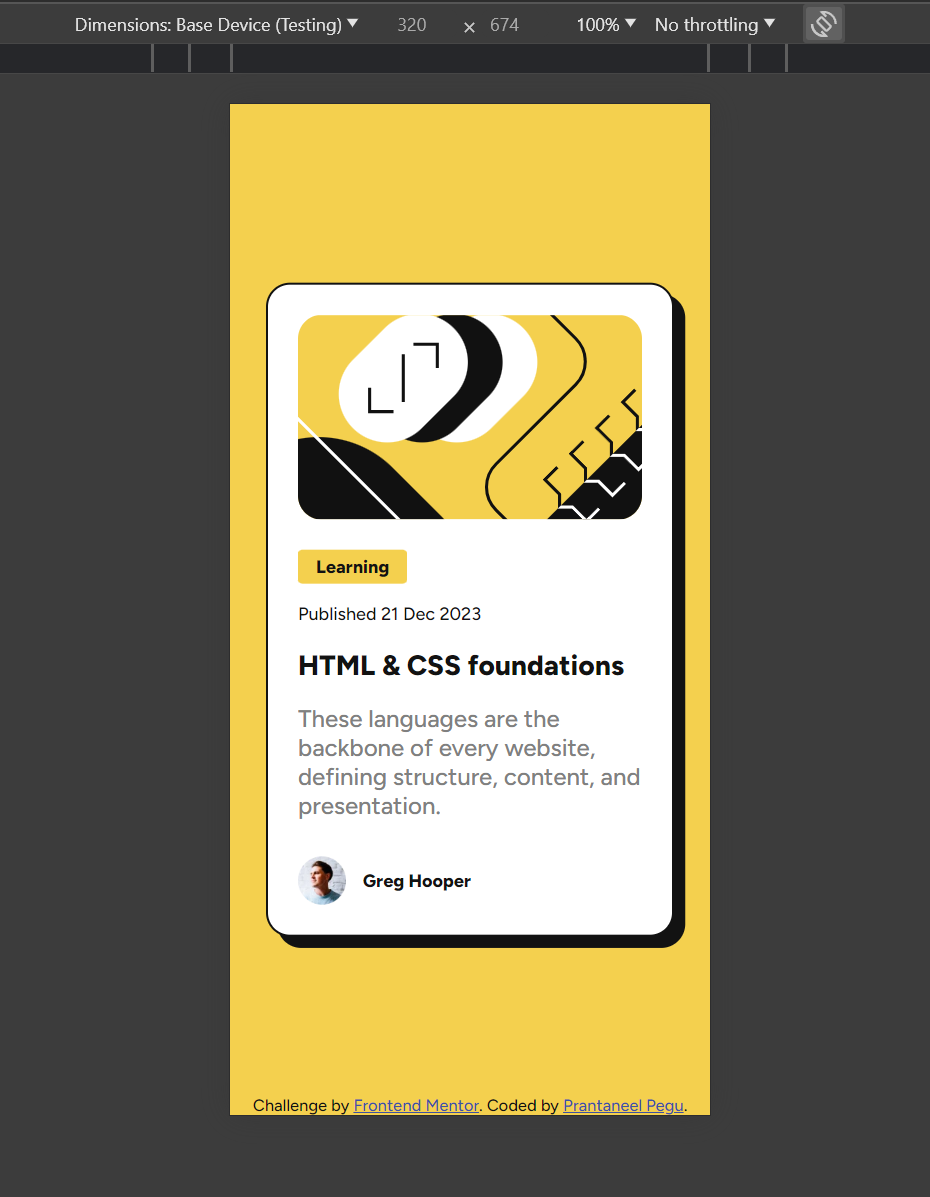 Dimensions: Base Device (Testing) 320 × 674 100% No throttling
Learning
Published 21 Dec 2023
HTML & CSS foundations
These languages are the
backbone of every website,
defining structure, content, and
presentation.
Greg Hooper
Challenge by Frontend Mentor. Coded by Prantaneel Pegu.